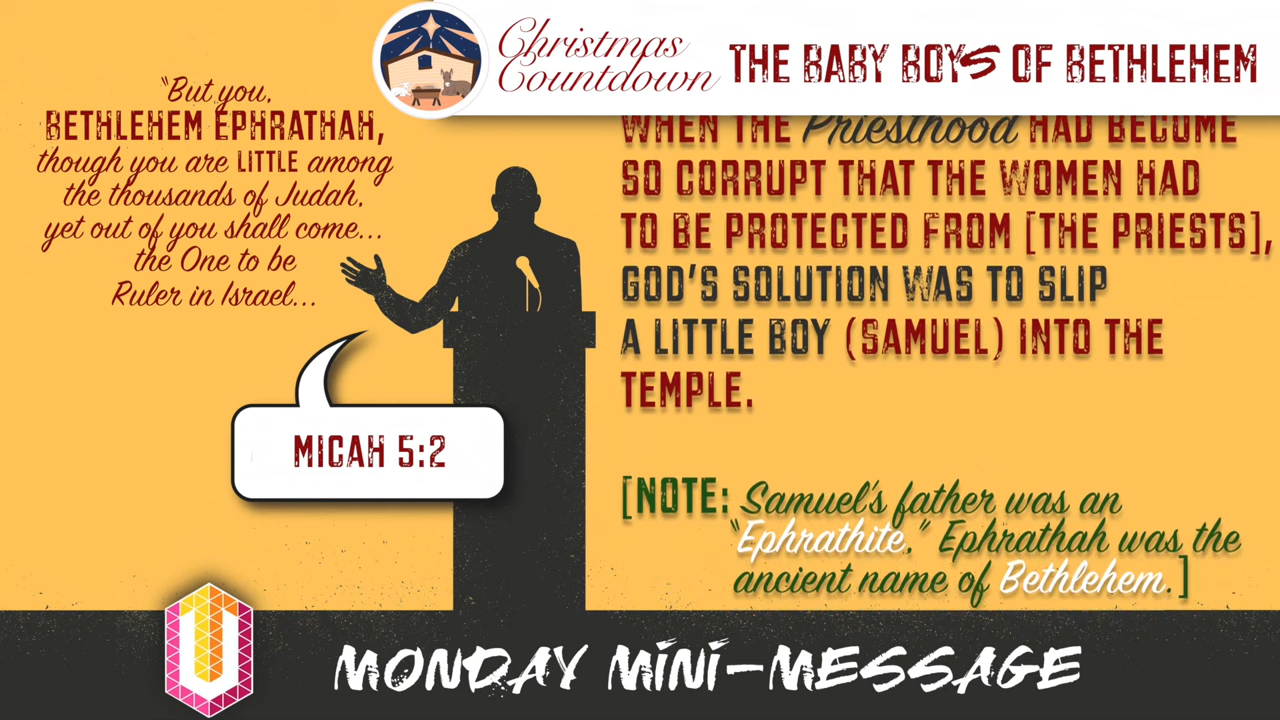 Christmas
Countdown
THE BABY BOYS OF BETHLEHEM
"But you,
BETHLEHEM EPHRATHAH,
though you are LITTLE among
the thousands of Judah,
yet out of you shall come...
the One to be
Ruler in Israel...
MICAH 5:2
WHEN THE Priesthood HAD BECOME
SO CORRUPT THAT THE WOMEN HAD
TO BE PROTECTED FROM [THE PRIESTS],
GOD'S SOLUTION WAS TO SLIP
A LITTLE BOY (SAMUEL) INTO THE
TEMPLE.
[NOTE: Samuel's father was an
"Ephrathite." Ephrathah was the
ancient name of Bethlehem.]
U
MONDAY MINI-MESSAGE